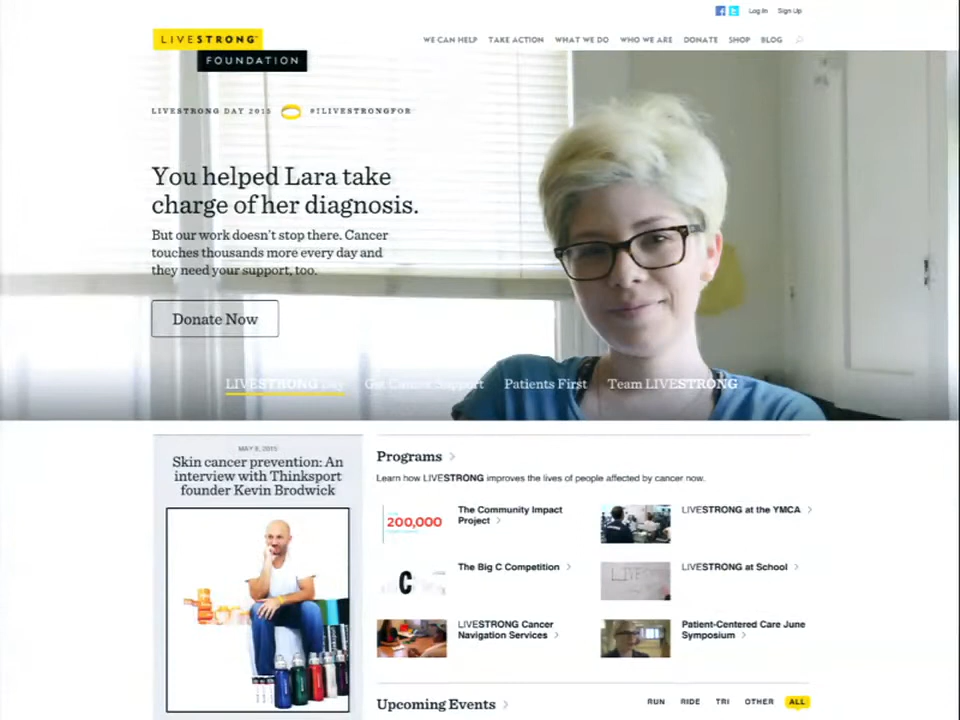 Log In Sign Up
LIVESTRONG
FOUNDATION
WE CAN HELP TAKE ACTION WHAT WE DO WHO WE ARE DONATE SHOP BLOG
LIVESTRONG DAY 2015 #ILIVESTRONGFOR
You helped Lara take
charge of her diagnosis.
But our work doesn't stop there. Cancer
touches thousands more every day and
they need your support, too.
Donate Now
LIVESTRONG Day Get Cancer Support Patients First Team LIVESTRONG
MAY 8, 2015
Skin cancer prevention: An
interview with Thinksport
founder Kevin Brodwick
Programs
Learn how LIVESTRONG improves the lives of people affected by cancer now.
200,000
The Community Impact
Project
LIVESTRONG at the YMCA
C
The Big C Competition
LIVES
LIVESTRONG at School
LIVESTRONG Cancer
Navigation Services
Patient-Centered Care June
Symposium
Upcoming Events
RUN RIDE TRI OTHER ALL